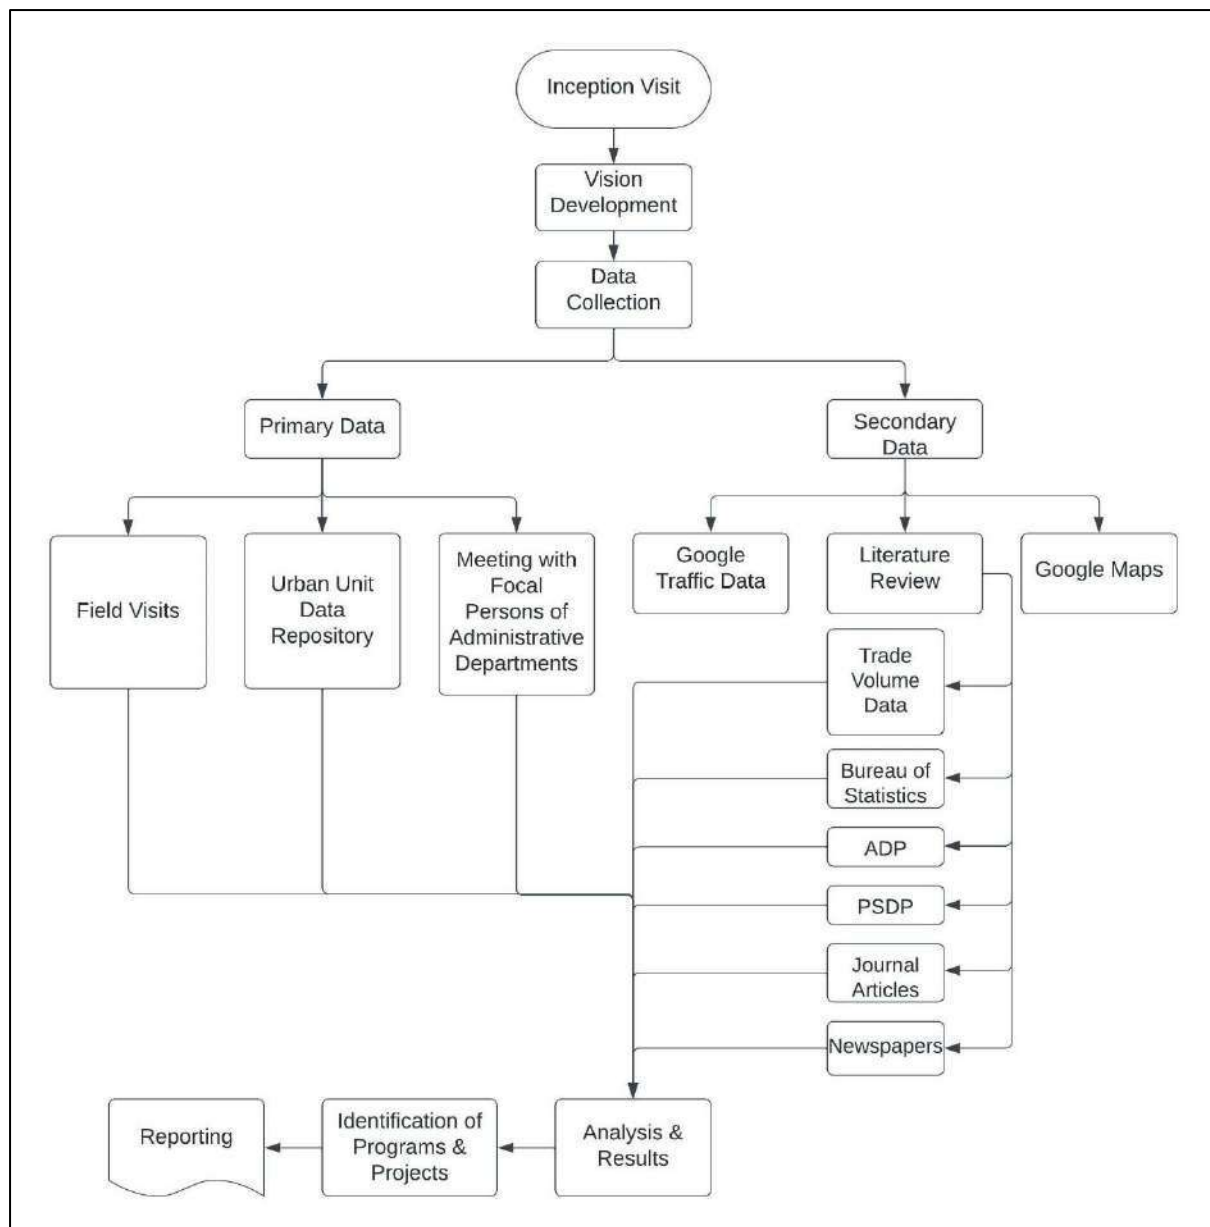 Inception Visit
Vision
Development
Data
Collection
Primary Data
Secondary
Data
Field Visits
Urban Unit
Data
Repository
Meeting with
Focal
Persons of
Administrative
Departments
Google
Traffic Data
Literature
Review
Google Maps
Trade
Volume
Data
Bureau of
Statistics
ADP
PSDP
Journal
Articles
Newspapers
Reporting
Identification of
Programs &
Projects
Analysis &
Results